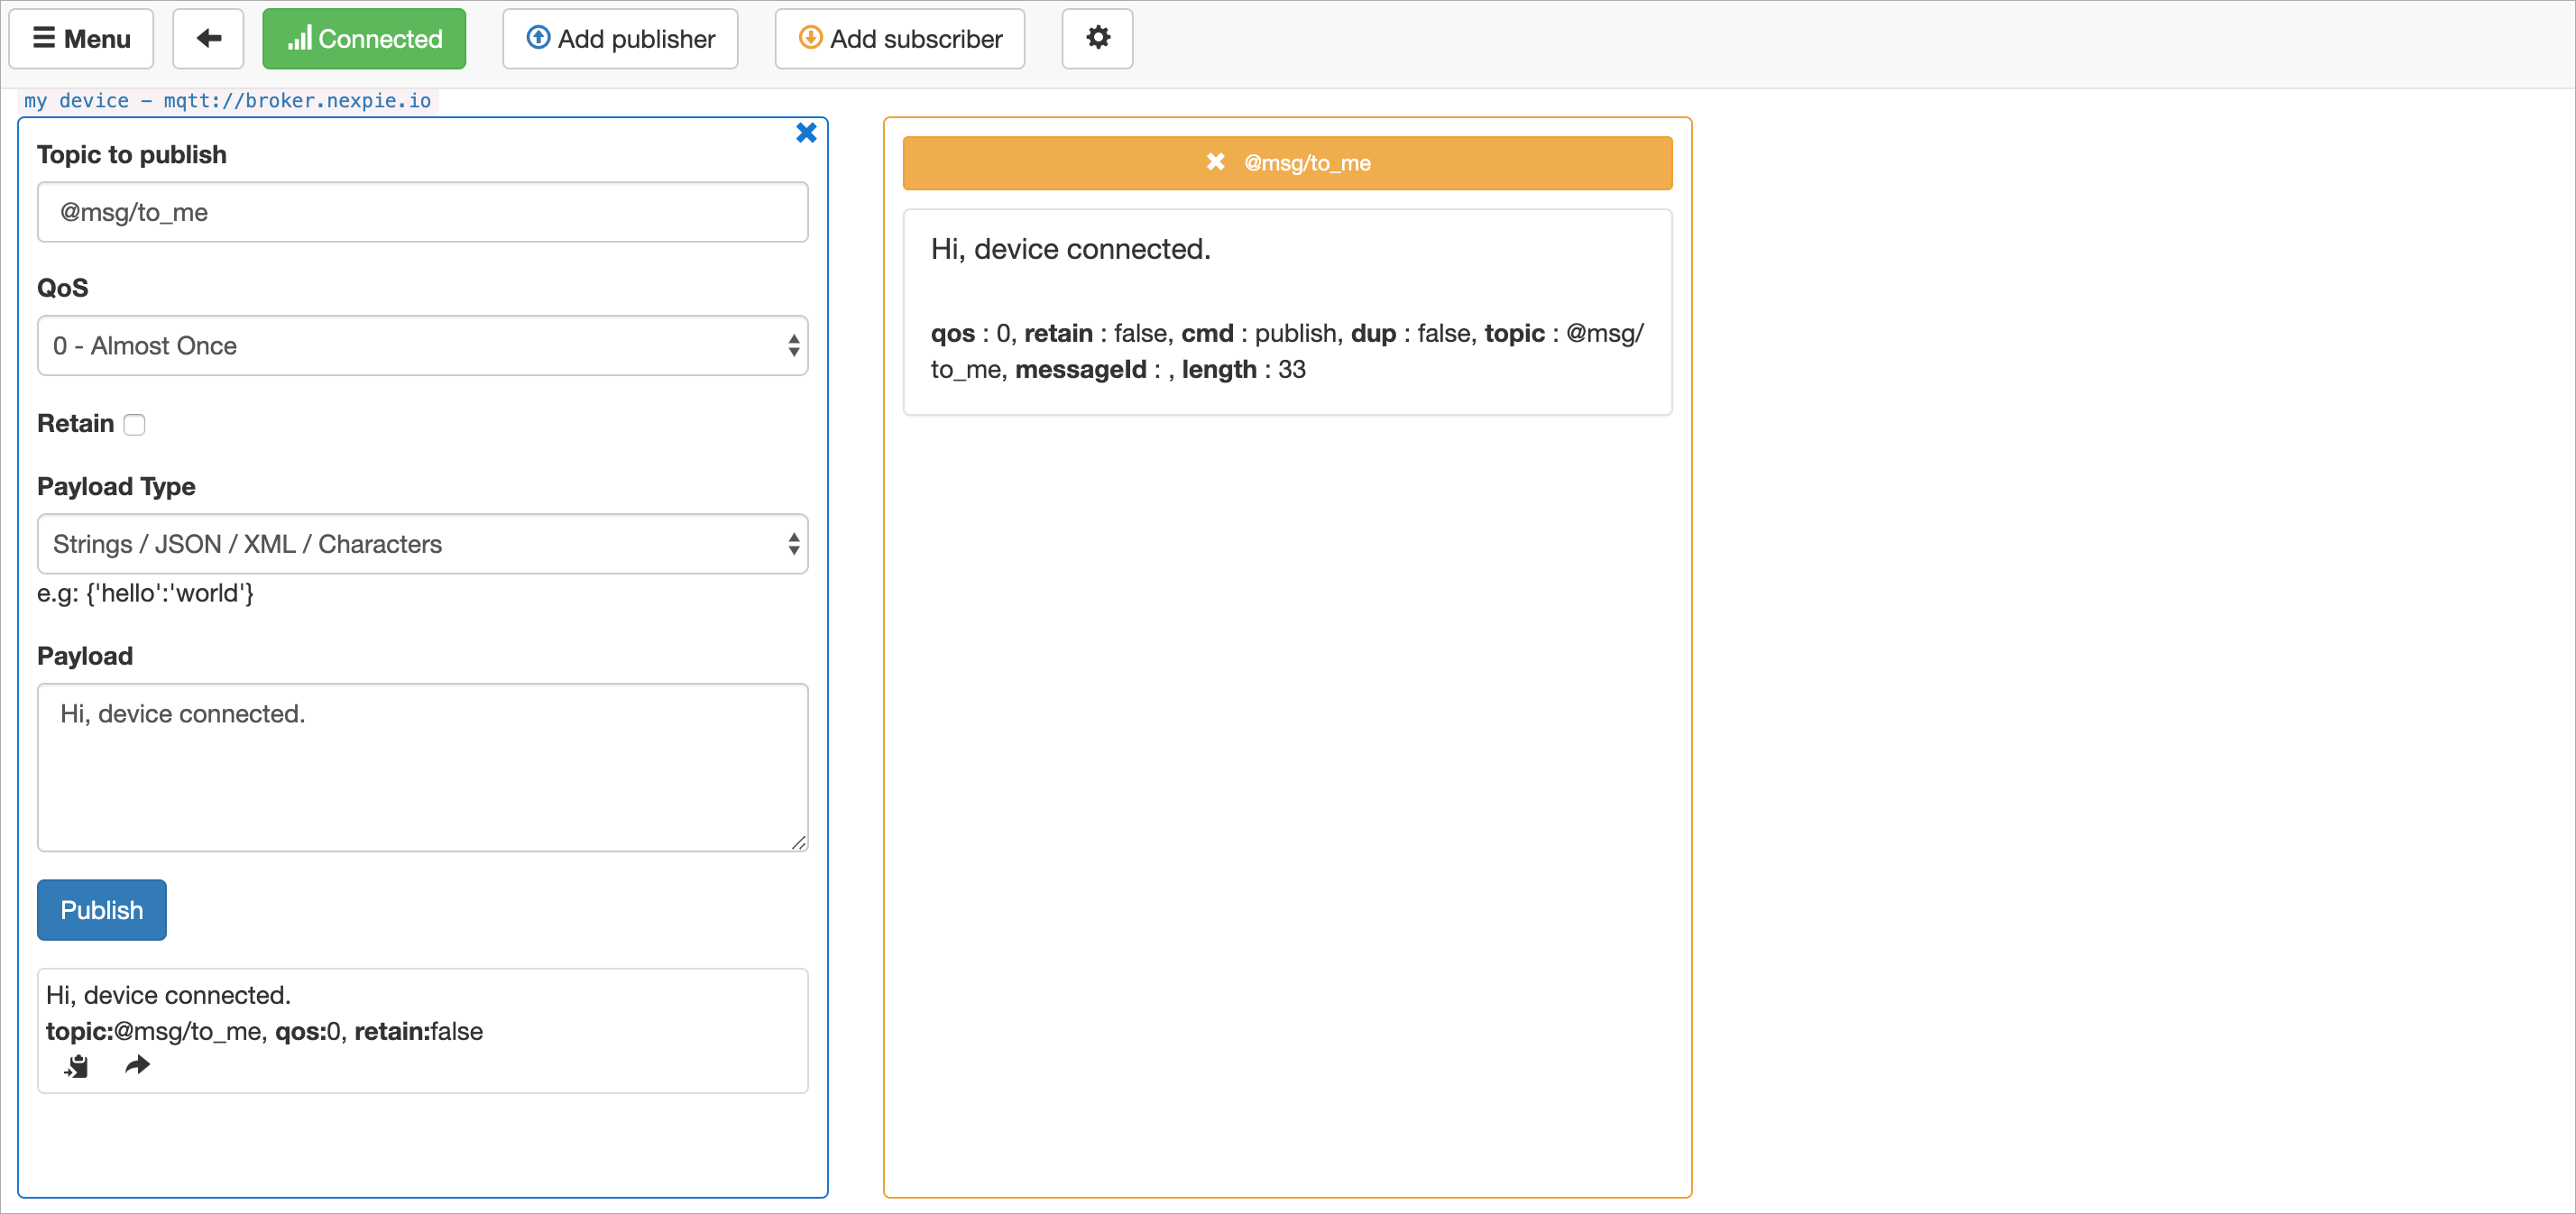 Menu
Connected
Add publisher
Add subscriber
my device - mqtt://broker.nexpie.io
Topic to publish
@msg/to_me
QoS
0 - Almost Once
Retain
Payload Type
Strings / JSON / XML / Characters
e.g: {'hello':'world'}
Payload
Hi, device connected.
Publish
Hi, device connected.
topic:@msg/to_me, qos:0, retain:false
@msg/to_me
Hi, device connected.
qos : 0, retain : false, cmd : publish, dup : false, topic : @msg/
to_me, messageId : , length : 33